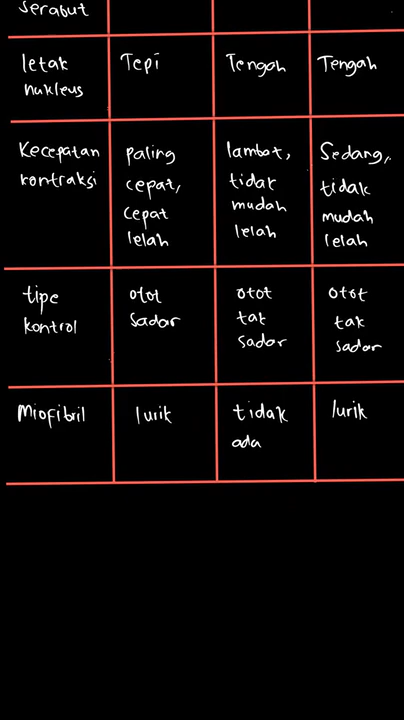 serabut
letak nukleus
Tepi
Tengah
Tengah
Kecepatan kontraksi
paling cepat, cepat lelah
lambat, tidak mudah lelah
Sedang, tidak mudah lelah
tipe kontrol
otot sadar
otot tak sadar
otot tak sadar
Miofibril
lurik
tidak ada
lurik